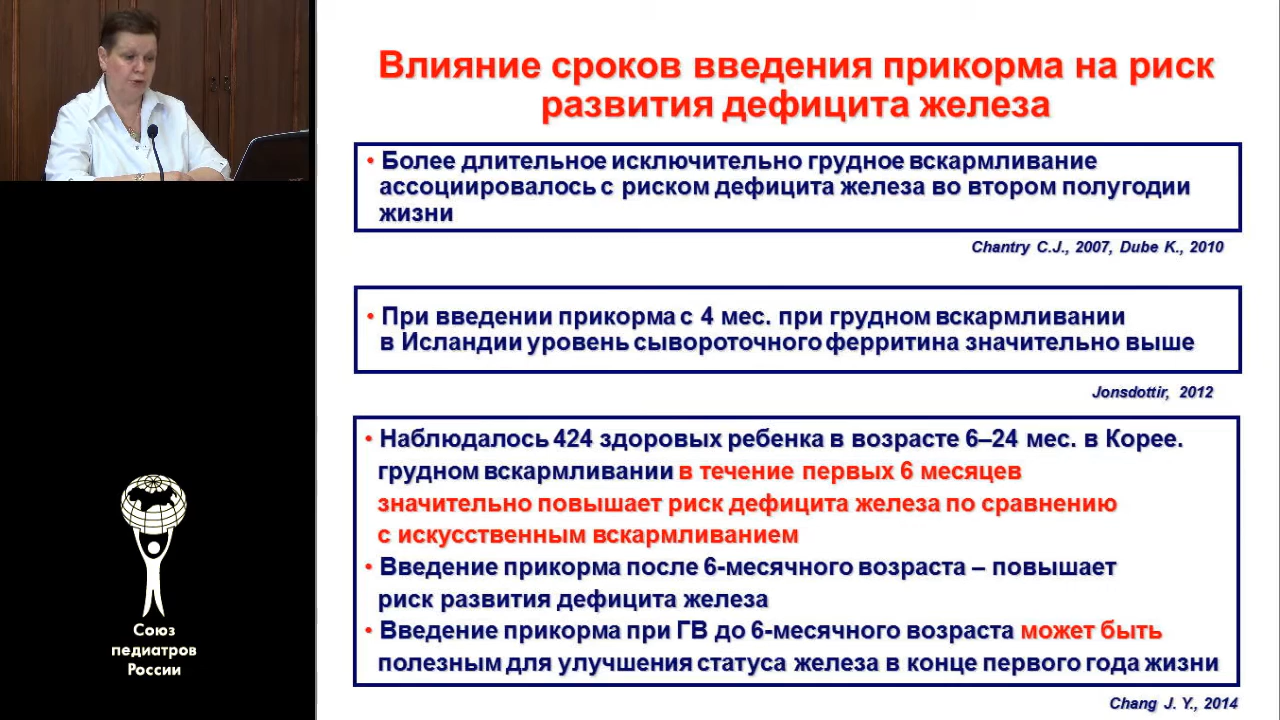 Влияние сроков введения прикорма на риск
развития дефицита железа
• Более длительное исключительно грудное вскармливание
ассоциировалось с риском дефицита железа во втором полугодии
жизни
Chantry C.J., 2007, Dube K., 2010
• При введении прикорма с 4 мес. при грудном вскармливании
в Исландии уровень сывороточного ферритина значительно выше
Jonsdottir, 2012
• Наблюдалось 424 здоровых ребенка в возрасте 6–24 мес. в Корее.
грудном вскармливании в течение первых 6 месяцев
значительно повышает риск дефицита железа по сравнению
с искусственным вскармливанием
• Введение прикорма после 6-месячного возраста – повышает
риск развития дефицита железа
• Введение прикорма при ГВ до 6-месячного возраста может быть
полезным для улучшения статуса железа в конце первого года жизни
Chang J. Y., 2014
Союз
педиатров
России